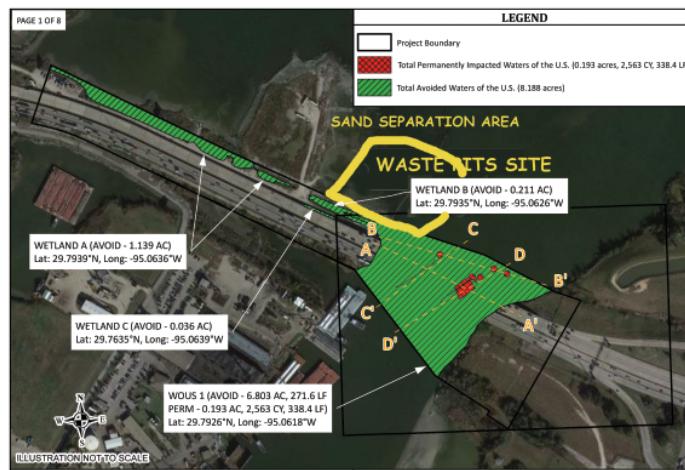 PAGE 1 OF 8
LEGEND
Project Boundary
Total Permanently Impacted Waters of the U.S. (0.193 acres, 2,563 CY, 338.4 LF
Total Avoided Waters of the U.S. (8.188 acres)
SAND SEPARATION AREA
WASTE PITS SITE
WETLAND B (AVOID - 0.211 AC)
Lat: 29.7935°N, Long: -95.0626°W
WETLAND A (AVOID - 1.139 AC)
Lat: 29.7939°N, Long: -95.0636°W
B
C
A
D
B'
C'
A'
D'
WETLAND C (AVOID - 0.036 AC)
Lat: 29.7635°N, Long: -95.0639°W
WOUS 1 (AVOID - 6.803 AC, 271.6 LF
PERM - 0.193 AC, 2,563 CY, 338.4 LF)
Lat: 29.7926°N, Long: -95.0618°W
N
W E
S
ILLUSTRATION NOT TO SCALE